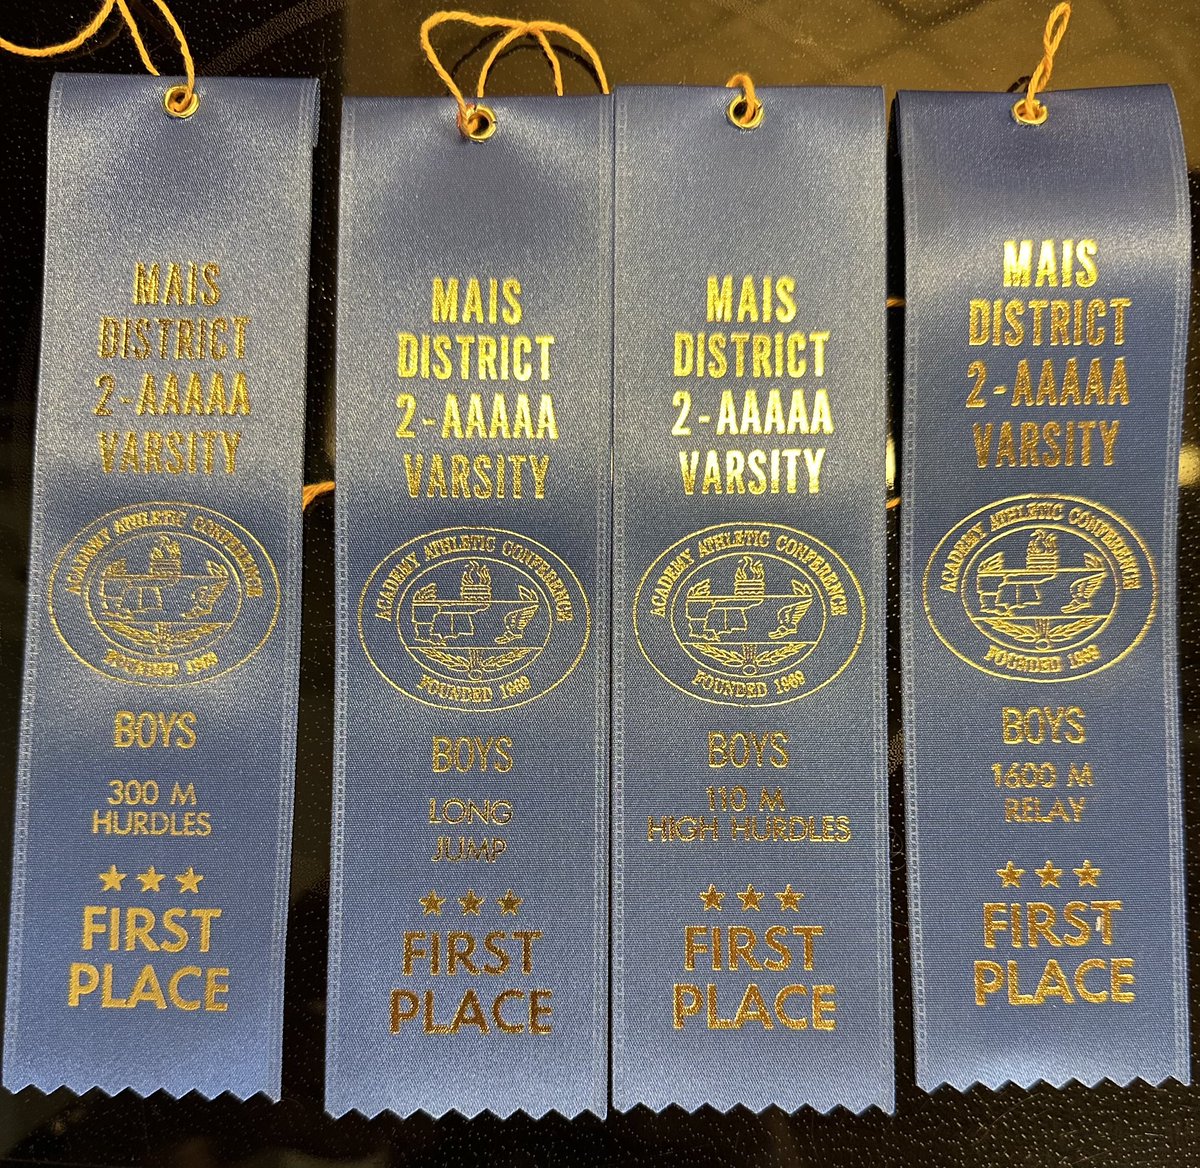 MAIS
DISTRICT
2-AAAAA
VARSITY
ACADEMY ATHLETIC CONFERENCE
FOUNDED 1969
BOYS
300 M
HURDLES
FIRST
PLACE
MAIS
DISTRICT
2-AAAAA
VARSITY
ACADEMY ATHLETIC CONFERENCE
FOUNDED 1969
BOYS
LONG
JUMP
FIRST
PLACE
MAIS
DISTRICT
2-AAAAA
VARSITY
ACADEMY ATHLETIC CONFERENCE
FOUNDED 1969
BOYS
110 M
HIGH HURDLES
FIRST
PLACE
MAIS
DISTRICT
2-AAAAA
VARSITY
ACADEMY ATHLETIC CONFERENCE
FOUNDED 1969
BOYS
1600 M
RELAY
FIRST
PLACE